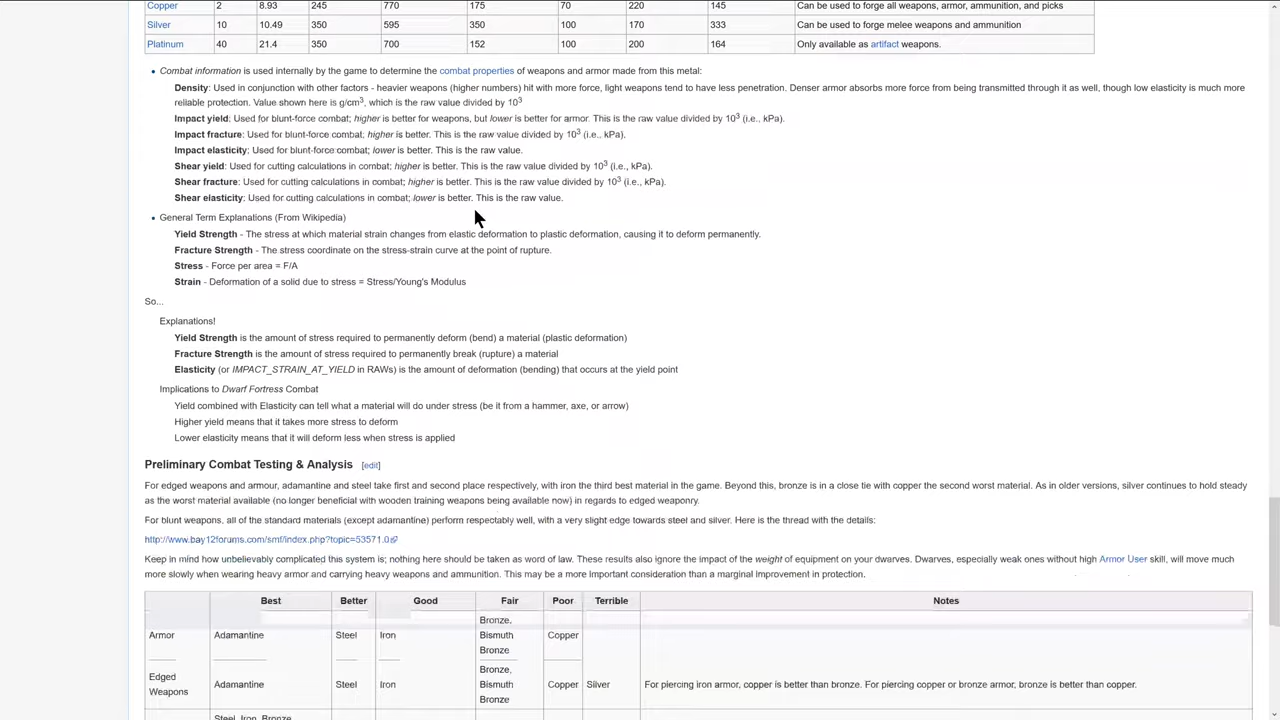 Copper 2 8.93 245 770 175 70 220 145 Can be used to forge all weapons, armor, ammunition, and picks
Silver 10 10.49 350 595 350 100 170 333 Can be used to forge melee weapons and ammunition
Platinum 40 21.4 350 700 152 100 200 164 Only available as artifact weapons.
• Combat information is used internally by the game to determine the combat properties of weapons and armor made from this metal:
Density: Used in conjunction with other factors - heavier weapons (higher numbers) hit with more force, light weapons tend to have less penetration. Denser armor absorbs more force from being transmitted through it as well, though low elasticity is much more
reliable protection. Value shown here is g/cm³, which is the raw value divided by 10³
Impact yield: Used for blunt-force combat; higher is better for weapons, but lower is better for armor. This is the raw value divided by 10³ (i.e., kPa).
Impact fracture: Used for blunt-force combat; higher is better. This is the raw value divided by 10³ (i.e., kPa).
Impact elasticity: Used for blunt-force combat; lower is better. This is the raw value.
Shear yield: Used for cutting calculations in combat; higher is better. This is the raw value divided by 10³ (i.e., kPa).
Shear fracture: Used for cutting calculations in combat; higher is better. This is the raw value divided by 10³ (i.e., kPa).
Shear elasticity: Used for cutting calculations in combat; lower is better. This is the raw value.
• General Term Explanations (From Wikipedia)
Yield Strength - The stress at which material strain changes from elastic deformation to plastic deformation, causing it to deform permanently.
Fracture Strength - The stress coordinate on the stress-strain curve at the point of rupture.
Stress - Force per area = F/A
Strain - Deformation of a solid due to stress = Stress/Young's Modulus
So...
Explanations!
Yield Strength is the amount of stress required to permanently deform (bend) a material (plastic deformation)
Fracture Strength is the amount of stress required to permanently break (rupture) a material
Elasticity (or IMPACT_STRAIN_AT_YIELD in RAWs) is the amount of deformation (bending) that occurs at the yield point
Implications to Dwarf Fortress Combat
Yield combined with Elasticity can tell what a material will do under stress (be it from a hammer, axe, or arrow)
Higher yield means that it takes more stress to deform
Lower elasticity means that it will deform less when stress is applied
Preliminary Combat Testing & Analysis [edit]
For edged weapons and armour, adamantine and steel take first and second place respectively, with iron the third best material in the game. Beyond this, bronze is in a close tie with copper the second worst material. As in older versions, silver continues to hold steady
as the worst material available (no longer beneficial with wooden training weapons being available now) in regards to edged weaponry.
For blunt weapons, all of the standard materials (except adamantine) perform respectably well, with a very slight edge towards steel and silver. Here is the thread with the details:
http://www.bay12forums.com/smf/index.php?topic=53571.0
Keep in mind how unbelievably complicated this system is; nothing here should be taken as word of law. These results also ignore the impact of the weight of equipment on your dwarves. Dwarves, especially weak ones without high Armor User skill, will move much
more slowly when wearing heavy armor and carrying heavy weapons and ammunition. This may be a more important consideration than a marginal improvement in protection.
Best Better Good Fair Poor Terrible Notes
Armor Adamantine Steel Iron Bronze, Bismuth Bronze Copper
Edged Weapons Adamantine Steel Iron Bronze, Bismuth Bronze Copper Silver For piercing iron armor, copper is better than bronze. For piercing copper or bronze armor, bronze is better than copper.
Steel, Iron, Bronze